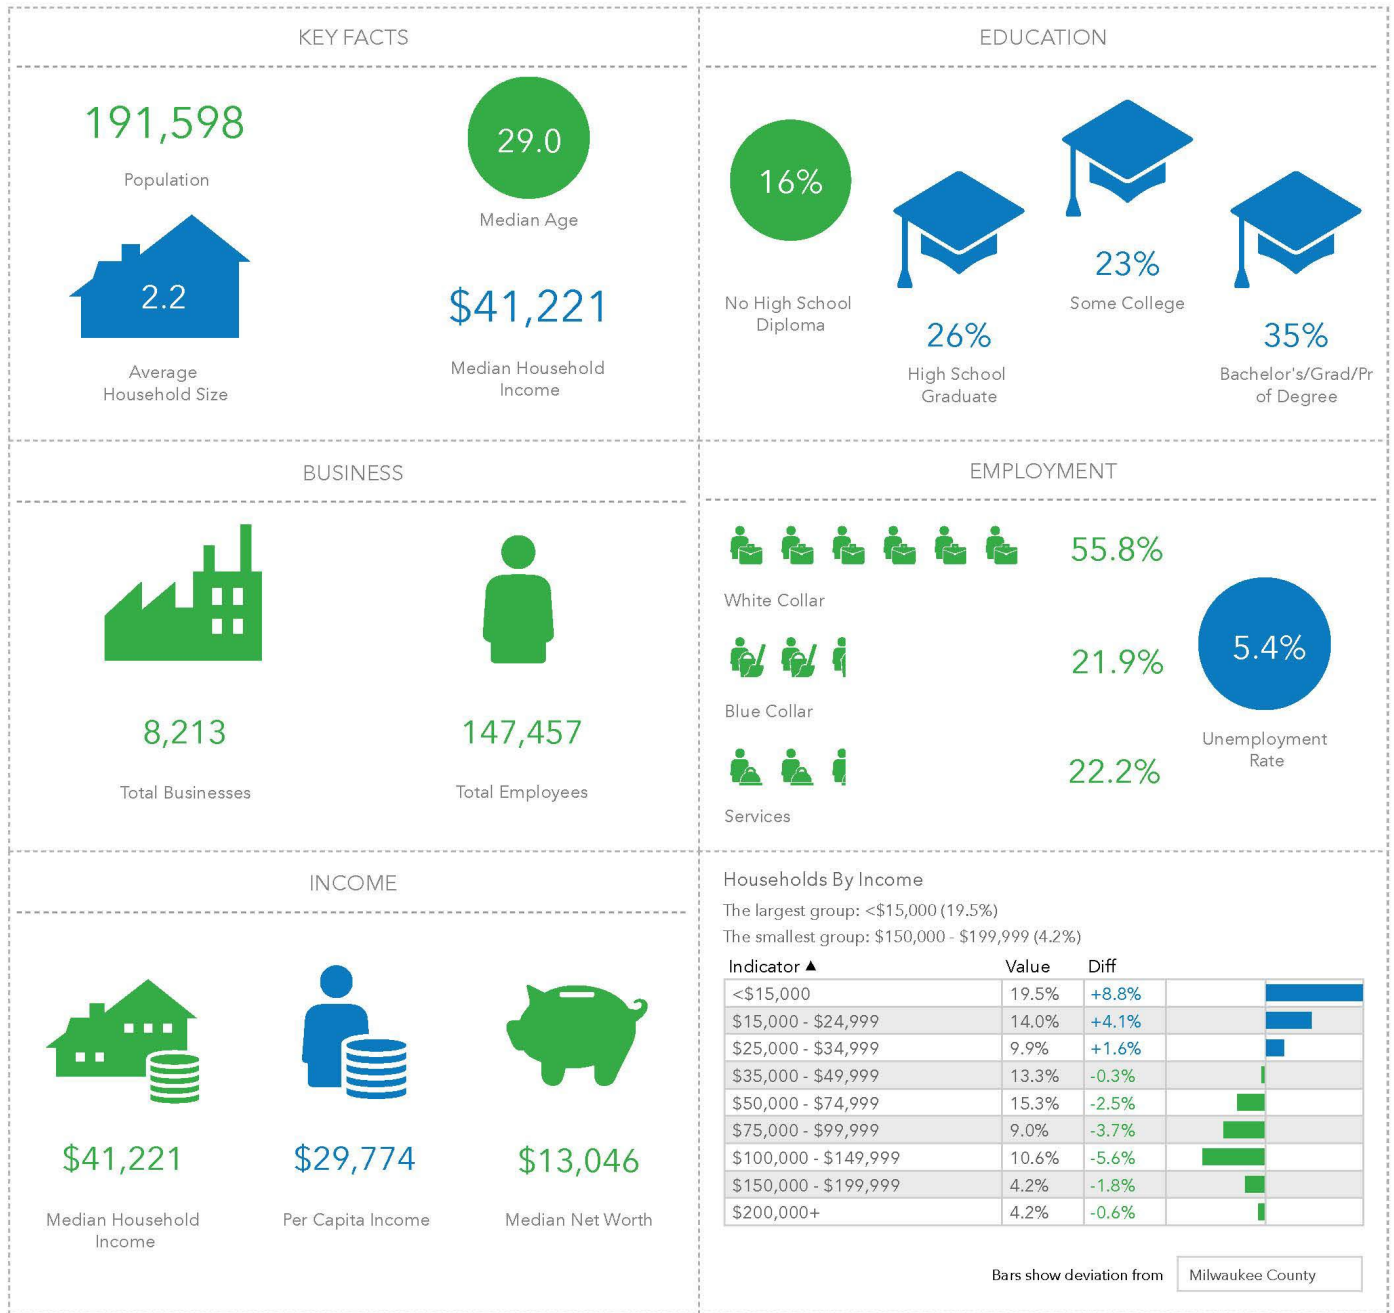 KEY FACTS
191,598
Population
29.0
Median Age
2.2
Average
Household Size
$41,221
Median Household
Income
EDUCATION
16%
No High School
Diploma
26%
High School
Graduate
23%
Some College
35%
Bachelor's/Grad/Pr
of Degree
BUSINESS
8,213
Total Businesses
147,457
Total Employees
EMPLOYMENT
55.8%
White Collar
21.9%
Blue Collar
22.2%
Services
5.4%
Unemployment
Rate
INCOME
$41,221
Median Household
Income
$29,774
Per Capita Income
$13,046
Median Net Worth
Households By Income
The largest group: <$15,000 (19.5%)
The smallest group: $150,000 - $199,999 (4.2%)
Indicator ▲ Value Diff
<$15,000 19.5% +8.8%
$15,000 - $24,999 14.0% +4.1%
$25,000 - $34,999 9.9% +1.6%
$35,000 - $49,999 13.3% -0.3%
$50,000 - $74,999 15.3% -2.5%
$75,000 - $99,999 9.0% -3.7%
$100,000 - $149,999 10.6% -5.6%
$150,000 - $199,999 4.2% -1.8%
$200,000+ 4.2% -0.6%
Bars show deviation from Milwaukee County